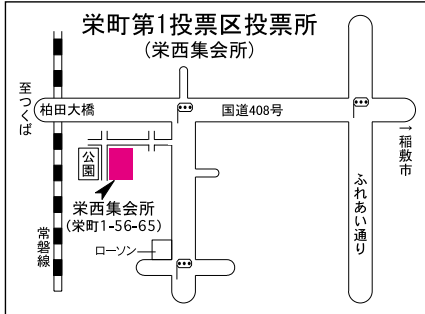 栄町第1投票区投票所
(栄西集会所)
至つくば
柏田大橋
国道408号
→稲敷市
公園
栄西集会所
(栄町1-56-65)
ふれあい通り
ローソン
常磐線